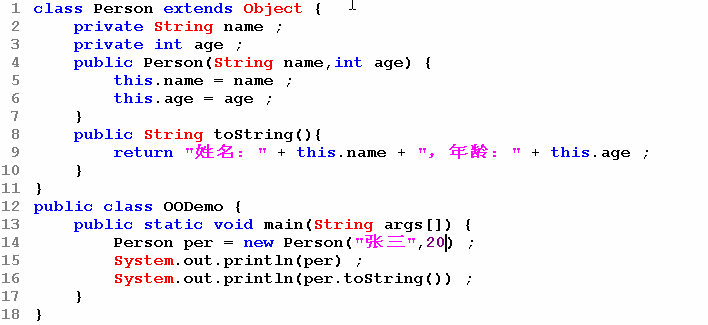 1 class Person extends Object {
2     private String name ;
3     private int age ;
4     public Person(String name,int age) {
5         this.name = name ;
6         this.age = age ;
7     }
8     public String toString(){
9         return "姓名：" + this.name + "，年龄：" + this.age ;
10     }
11 }
12 public class OODemo {
13     public static void main(String args[]) {
14         Person per = new Person("张三",20) ;
15         System.out.println(per) ;
16         System.out.println(per.toString()) ;
17     }
18 }